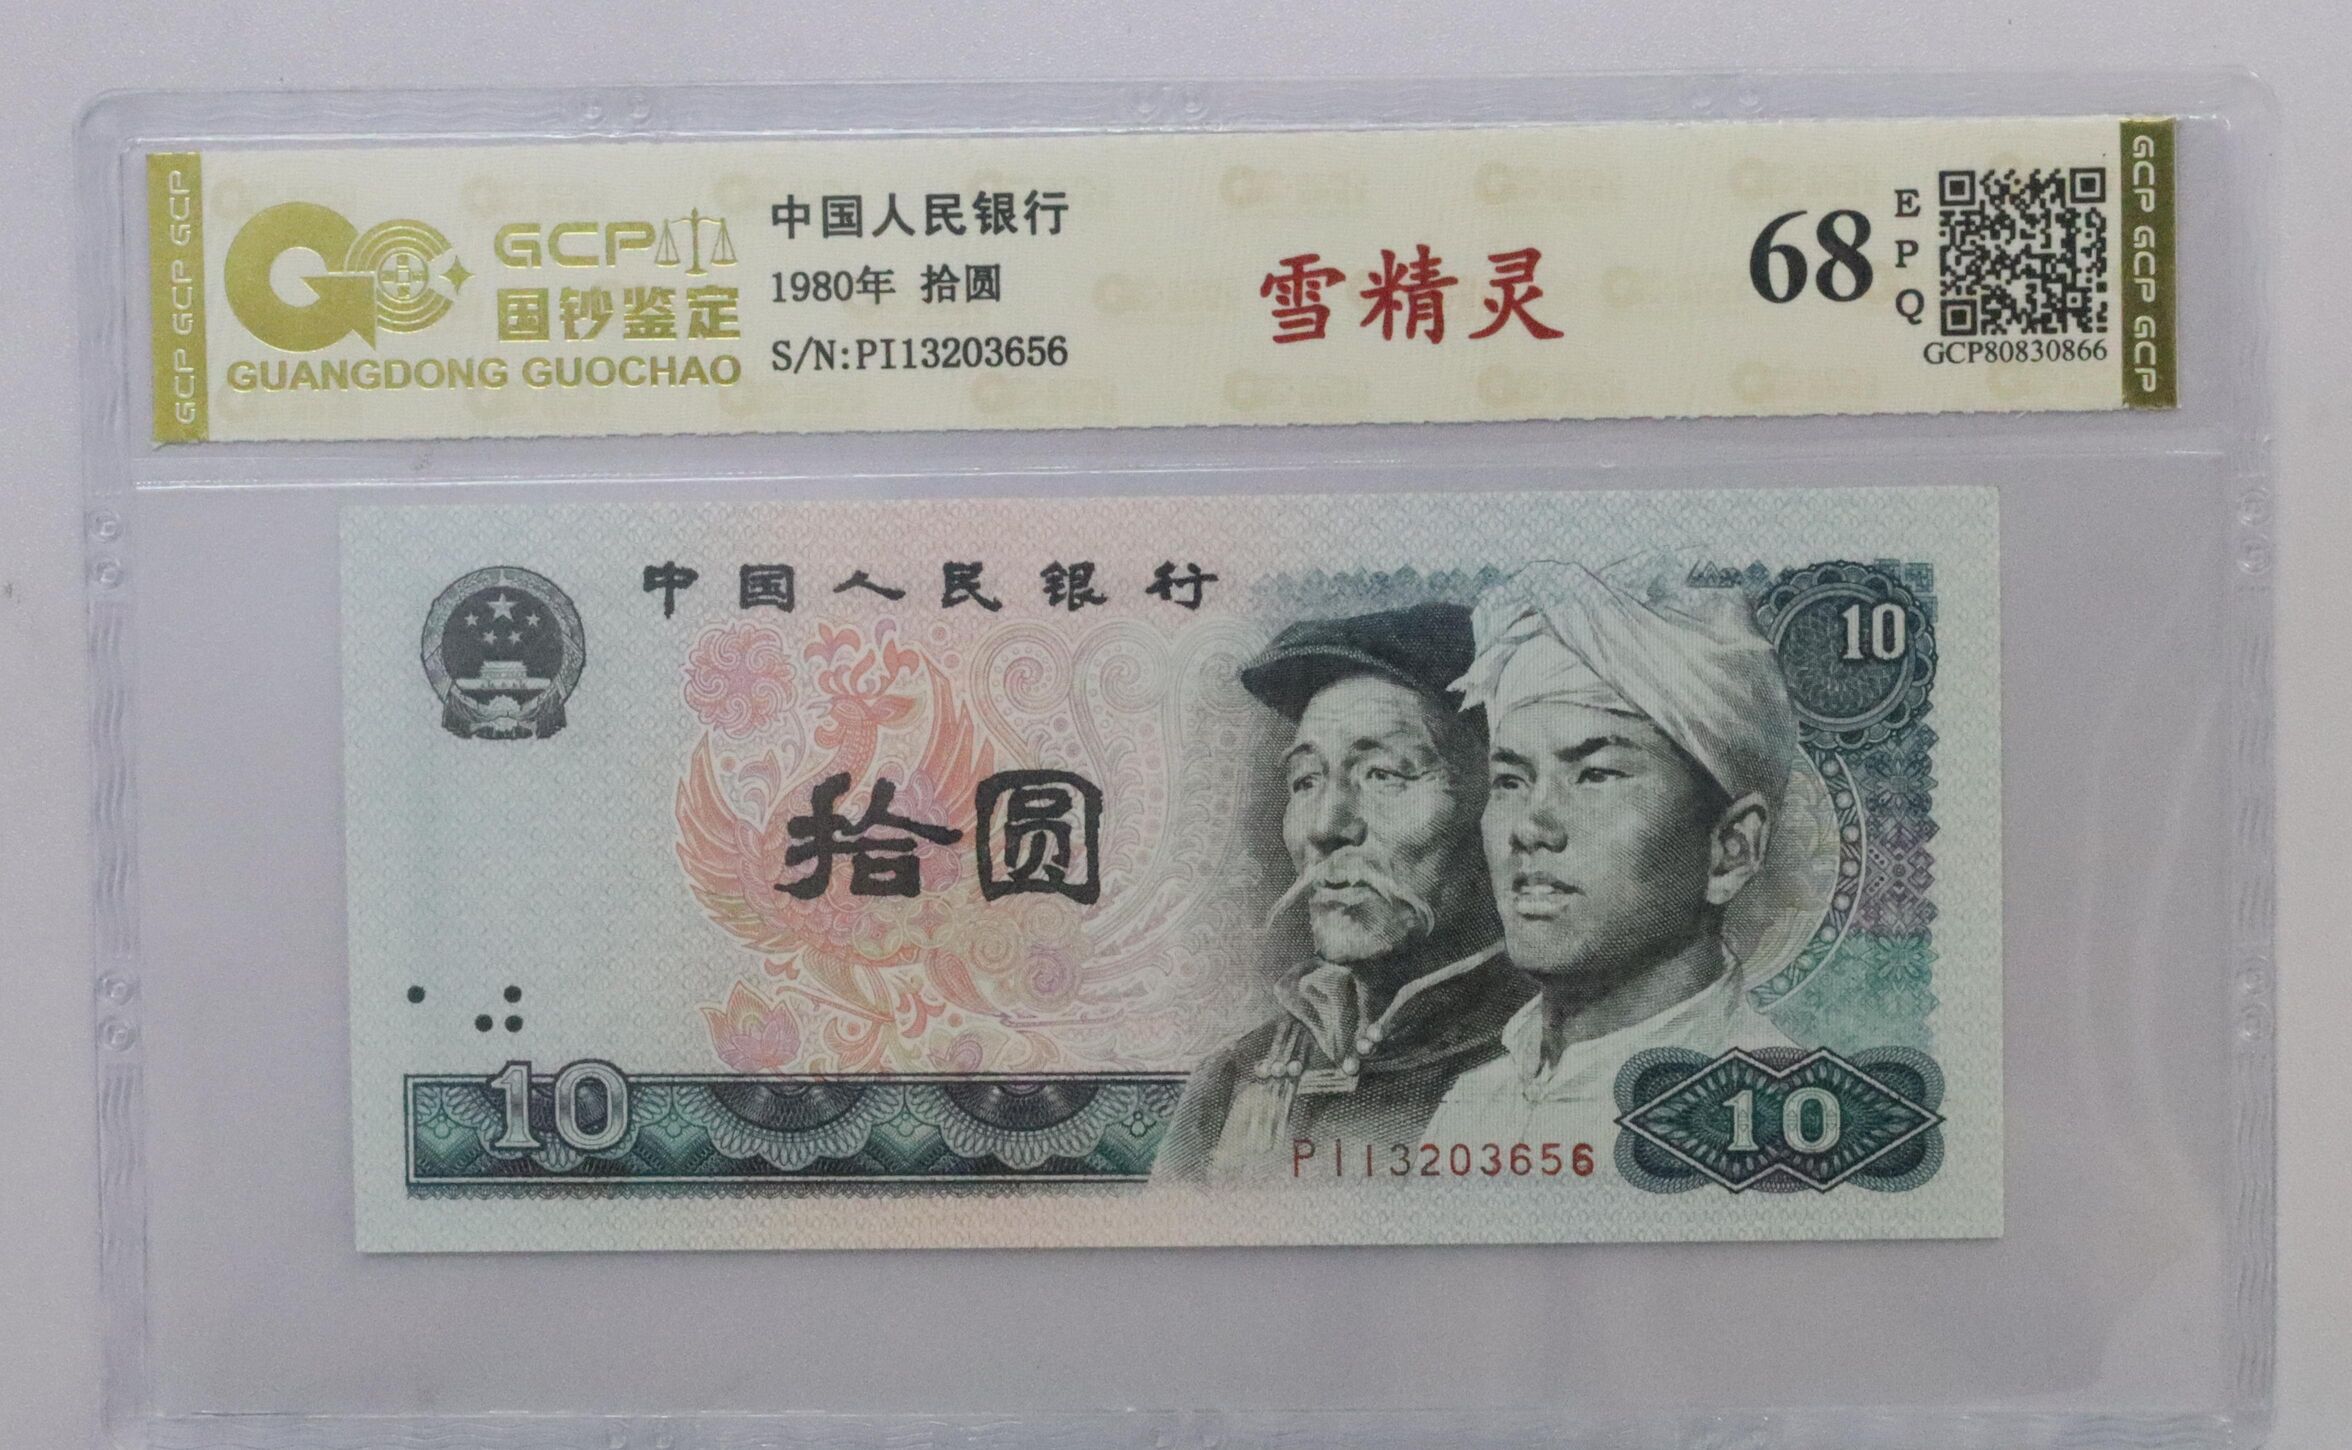 GCP GCP GCP
GCP
国钞鉴定
GUANGDONG GUOCHAO
中国人民银行
1980年 拾圆
S/N:PI13203656
雪精灵
68
EPQ
GCP80830866
GCP GCP GCP
中国人民银行
10
拾圆
10
PI13203656
10